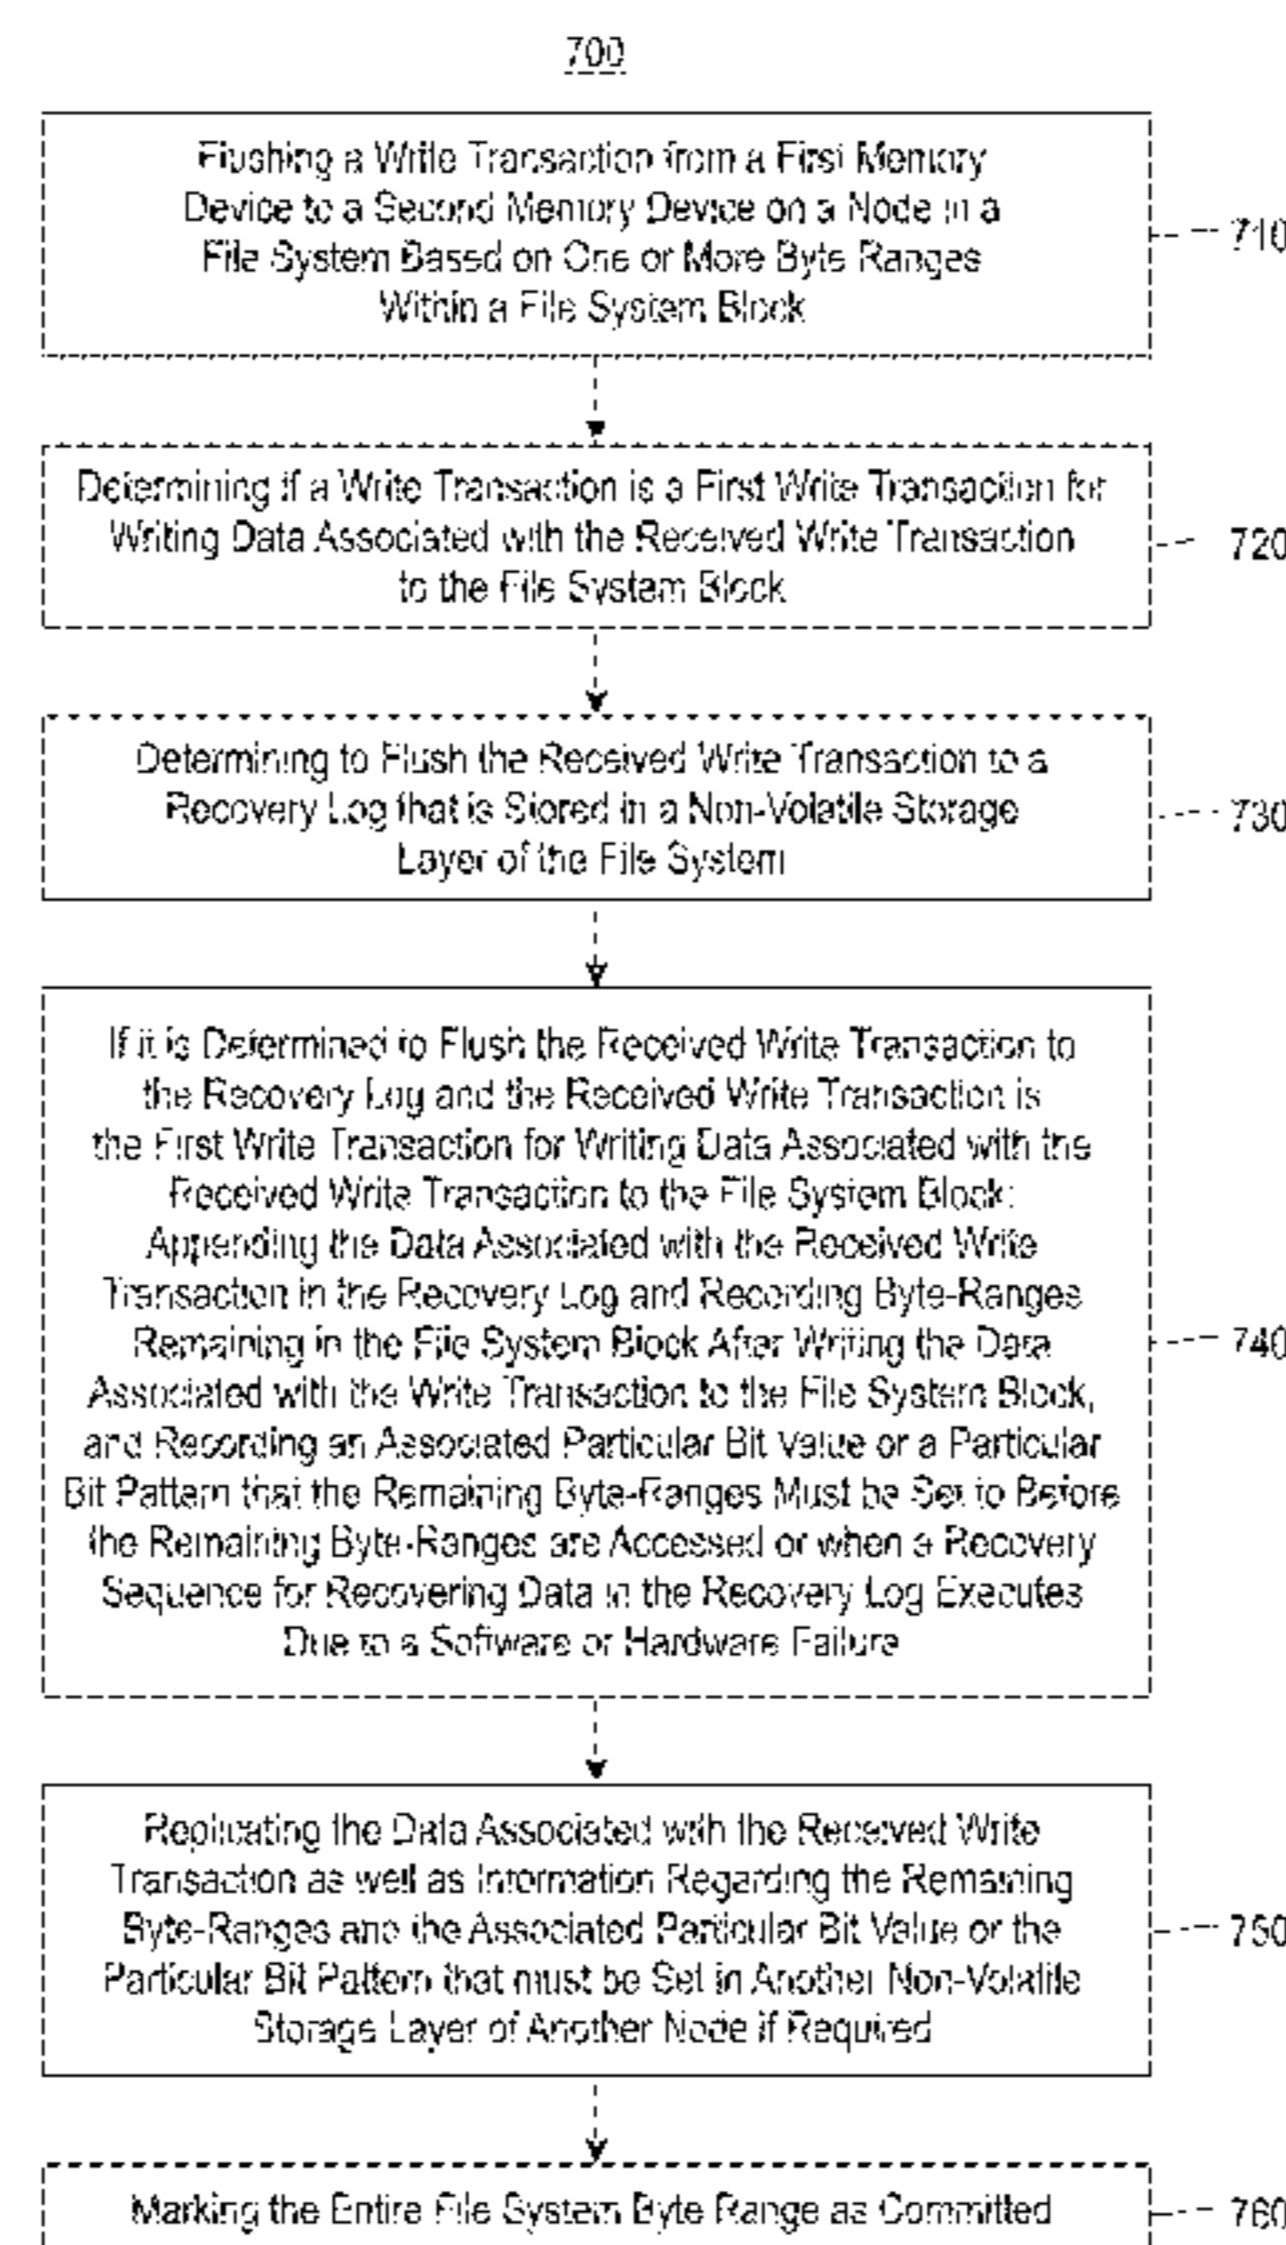 700
Flushing a Write Transaction from a First Memory
Device to a Second Memory Device on a Node in a
File System Based on One or More Byte Ranges
Within a File System Block
710
Determining if a Write Transaction is a First Write Transaction for
Writing Data Associated with the Received Write Transaction
to the File System Block
720
Determining to Flush the Received Write Transaction to a
Recovery Log that is Stored in a Non-Volatile Storage
Layer of the File System
730
If it is Determined to Flush the Received Write Transaction to
the Recovery Log and the Received Write Transaction is
the First Write Transaction for Writing Data Associated with the
Received Write Transaction to the File System Block:
Appending the Data Associated with the Received Write
Transaction in the Recovery Log and Recording Byte-Ranges
Remaining in the File System Block After Writing the Data
Associated with the Write Transaction to the File System Block,
and Recording an Associated Particular Bit Value or a Particular
Bit Pattern that the Remaining Byte-Ranges Must be Set to Before
the Remaining Byte-Ranges are Accessed or when a Recovery
Sequence for Recovering Data in the Recovery Log Executes
Due to a Software or Hardware Failure
740
Replicating the Data Associated with the Received Write
Transaction as well as Information Regarding the Remaining
Byte-Ranges and the Associated Particular Bit Value or the
Particular Bit Pattern that must be Set in Another Non-Volatile
Storage Layer of Another Node if Required
750
Marking the Entire File System Byte Range as Committed
760